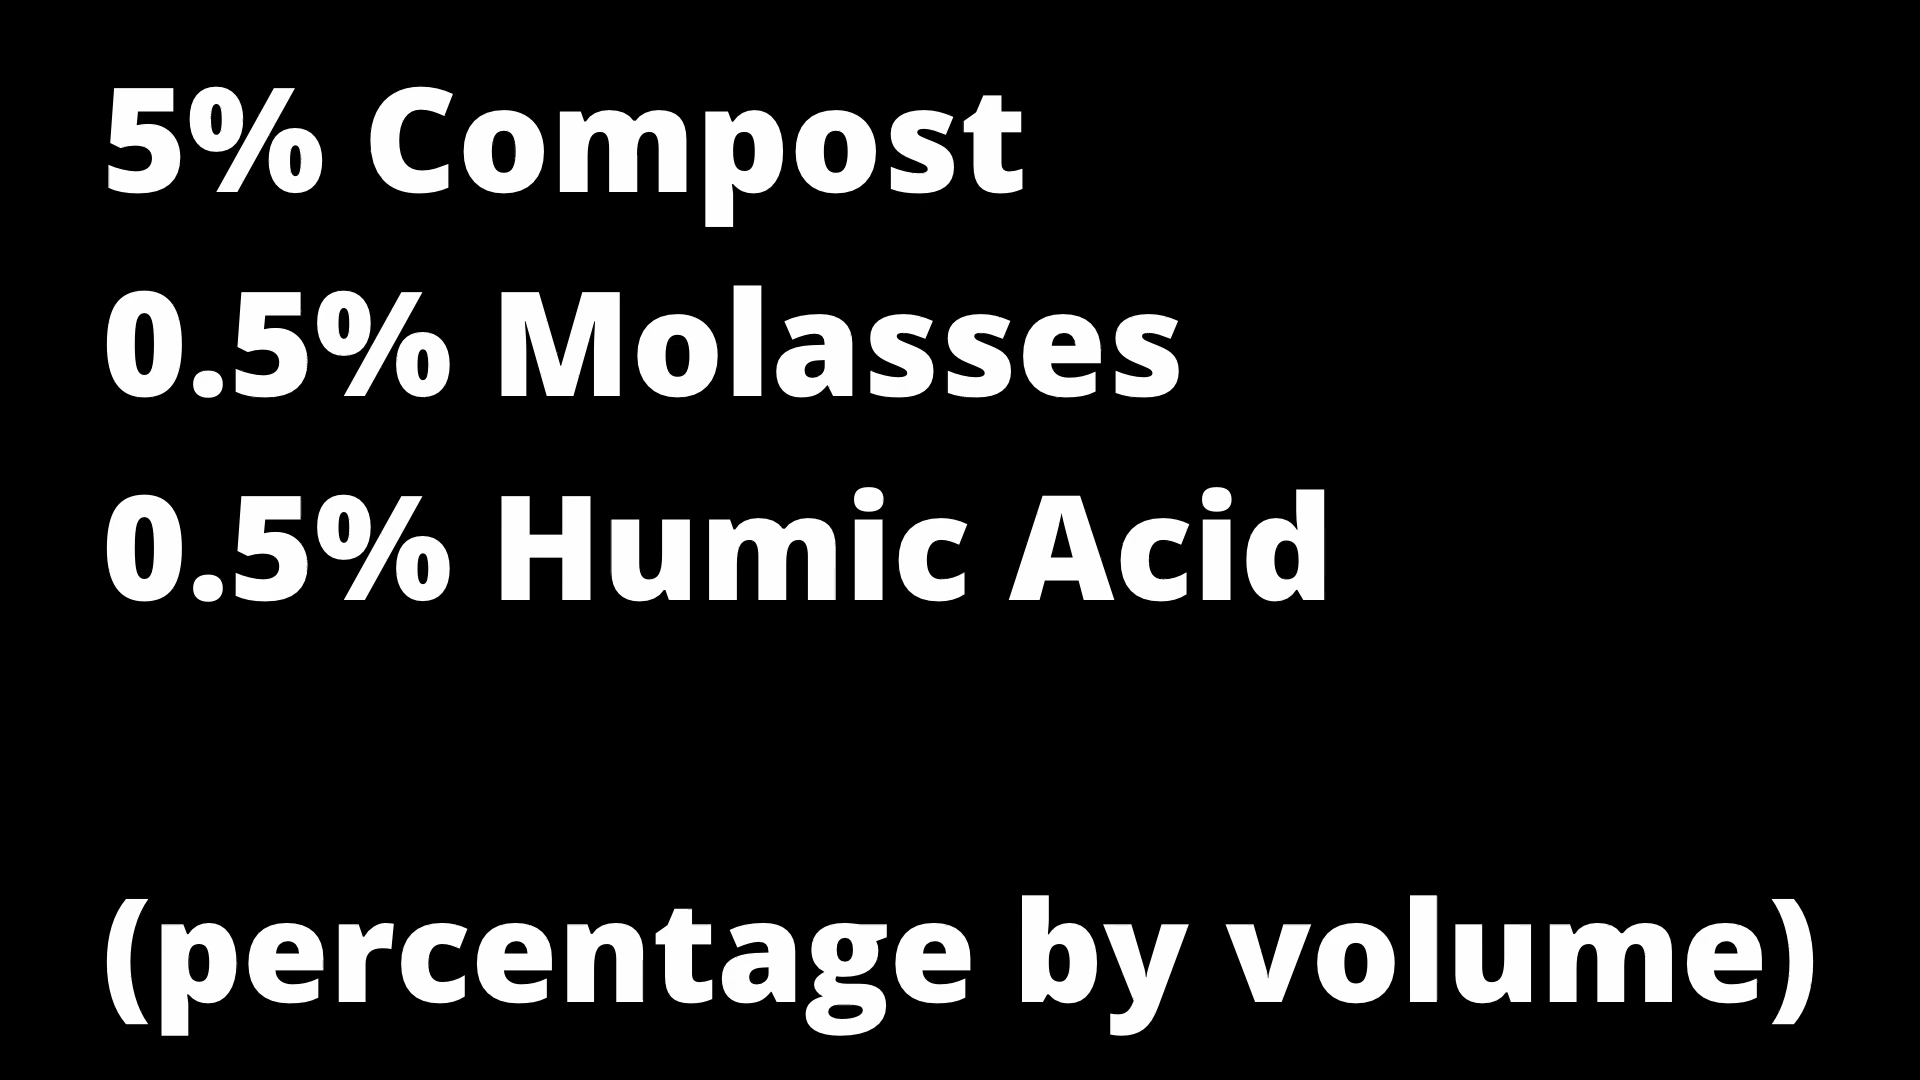 5% Compost
0.5% Molasses
0.5% Humic Acid
(percentage by volume)